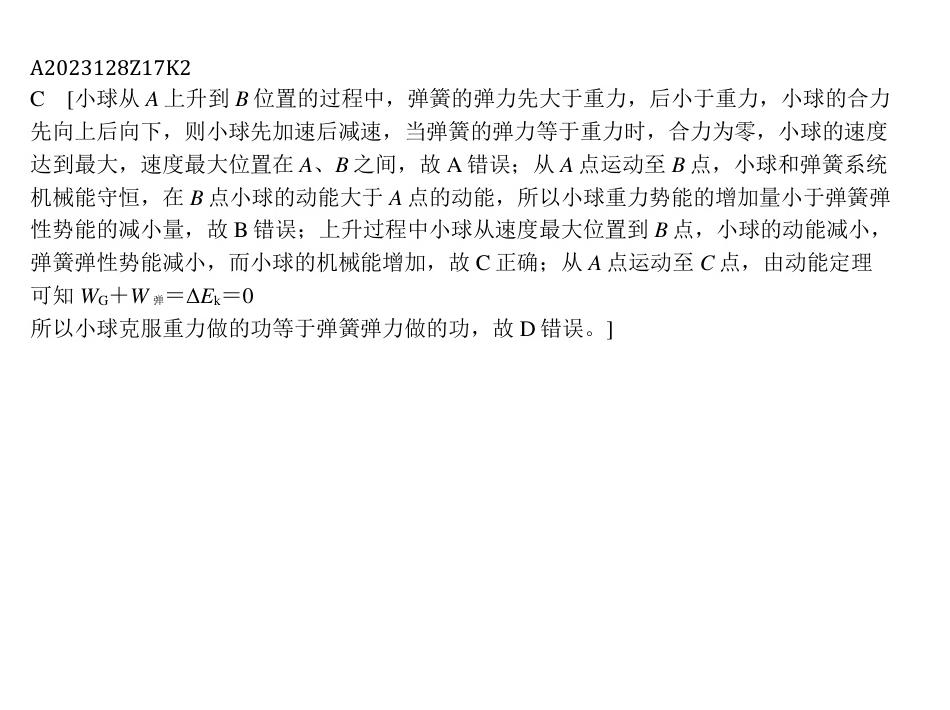 A2023128Z17K2
C [小球从 A 上升到 B 位置的过程中，弹簧的弹力先大于重力，后小于重力，小球的合力
先向上后向下，则小球先加速后减速，当弹簧的弹力等于重力时，合力为零，小球的速度
达到最大，速度最大位置在 A、B 之间，故 A 错误；从 A 点运动至 B 点，小球和弹簧系统
机械能守恒，在 B 点小球的动能大于 A 点的动能，所以小球重力势能的增加量小于弹簧弹
性势能的减小量，故 B 错误；上升过程中小球从速度最大位置到 B 点，小球的动能减小，
弹簧弹性势能减小，而小球的机械能增加，故 C 正确；从 A 点运动至 C 点，由动能定理
可知 WG＋W 弹＝ΔEk＝0
所以小球克服重力做的功等于弹簧弹力做的功，故 D 错误。]